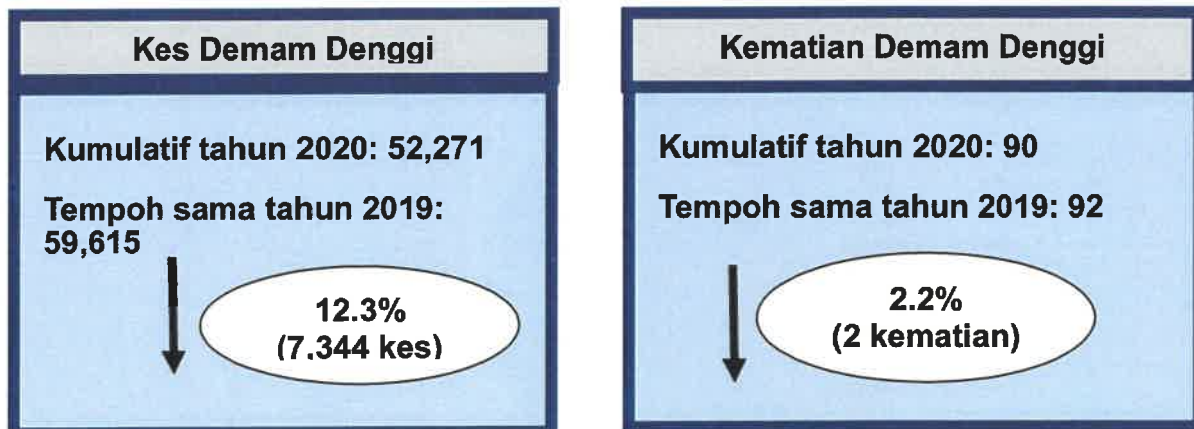 Kes Demam Denggi
Kumulatif tahun 2020: 52,271
Tempoh sama tahun 2019:
59,615
12.3%
(7,344 kes)
Kematian Demam Denggi
Kumulatif tahun 2020: 90
Tempoh sama tahun 2019: 92
2.2%
(2 kematian)